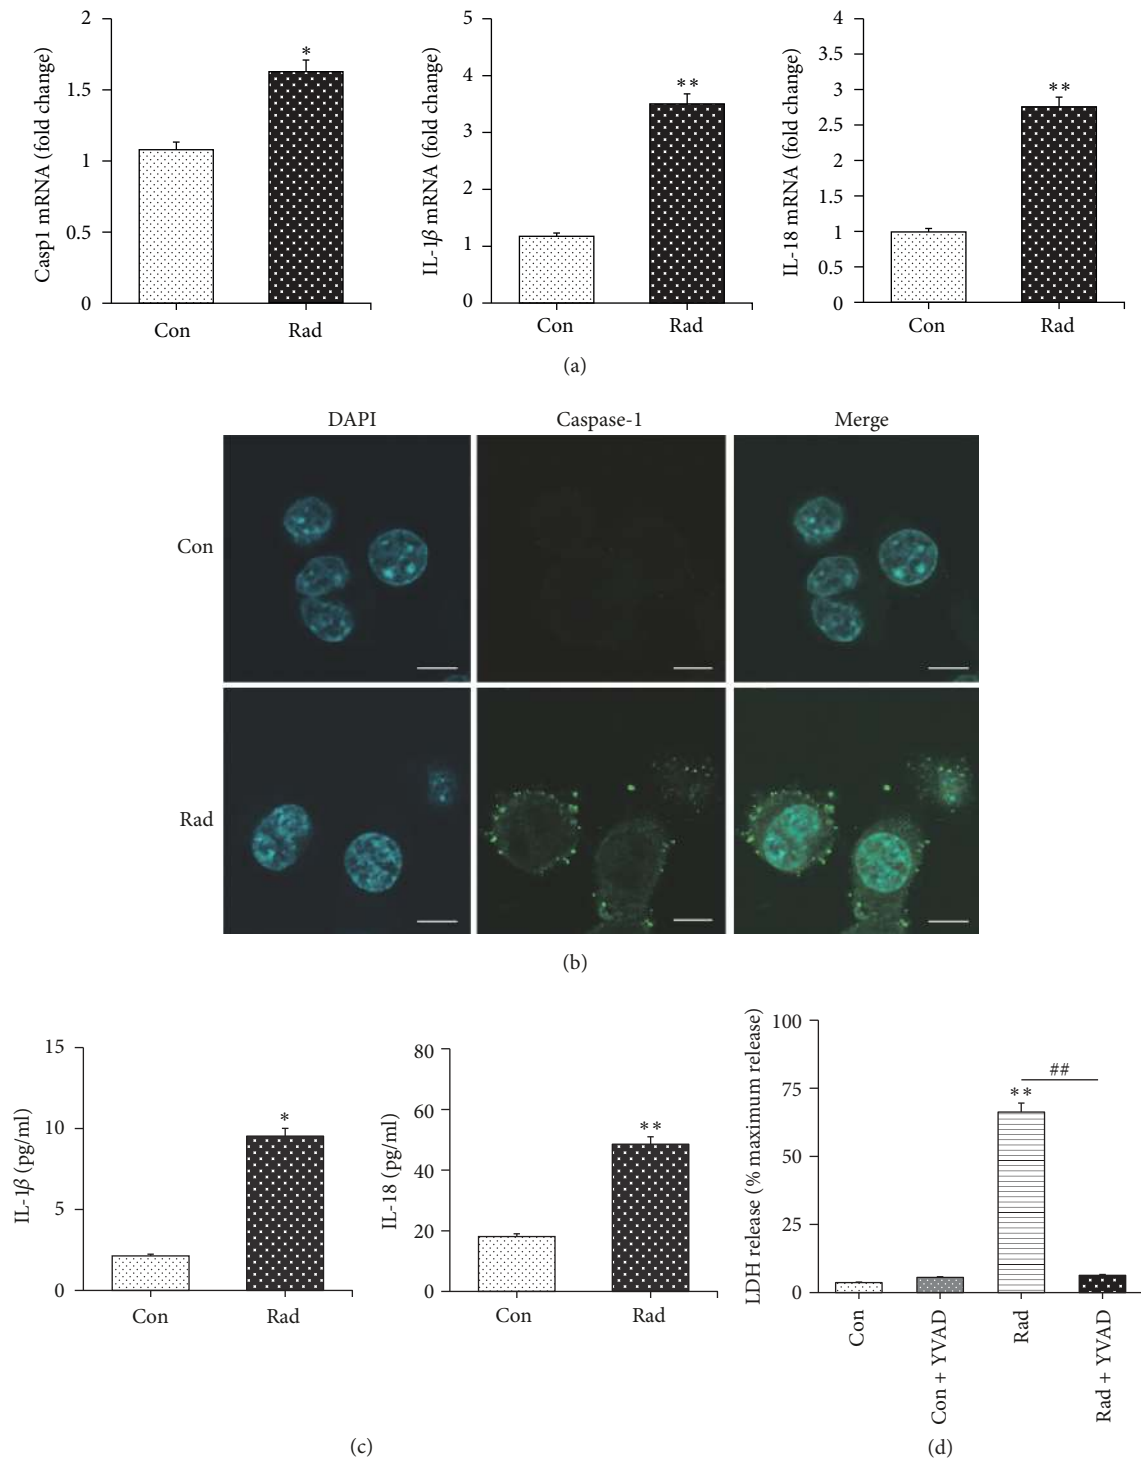 2
1.5
1
0.5
0
Casp1 mRNA (fold change)
*
Con
Rad
5
4
3
2
1
0
IL-1β mRNA (fold change)
**
Con
Rad
4
3.5
3
2.5
2
1.5
1
0.5
0
IL-18 mRNA (fold change)
**
Con
Rad
(a)
DAPI
Caspase-1
Merge
Con
Rad
(b)
15
10
5
0
IL-1β (pg/ml)
*
Con
Rad
80
60
40
20
0
IL-18 (pg/ml)
**
Con
Rad
(c)
100
75
50
25
0
LDH release (% maximum release)
**
##
Con
Con + YVAD
Rad
Rad + YVAD
(d)